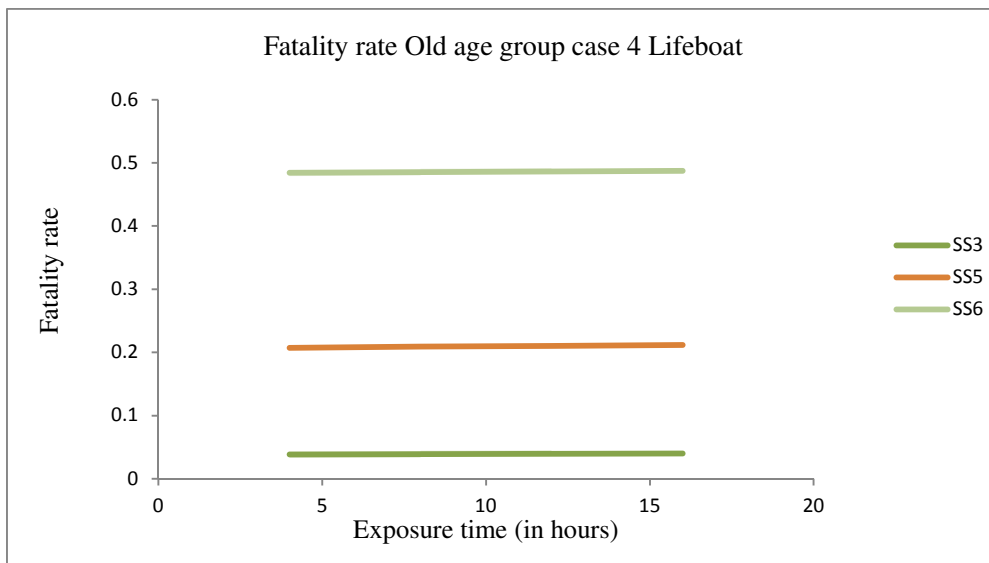 Fatality rate Old age group case 4 Lifeboat
0.6
0.5
0.4
0.3
0.2
0.1
0
Fatality rate
0
5
10
15
20
Exposure time (in hours)
SS3
SS5
SS6